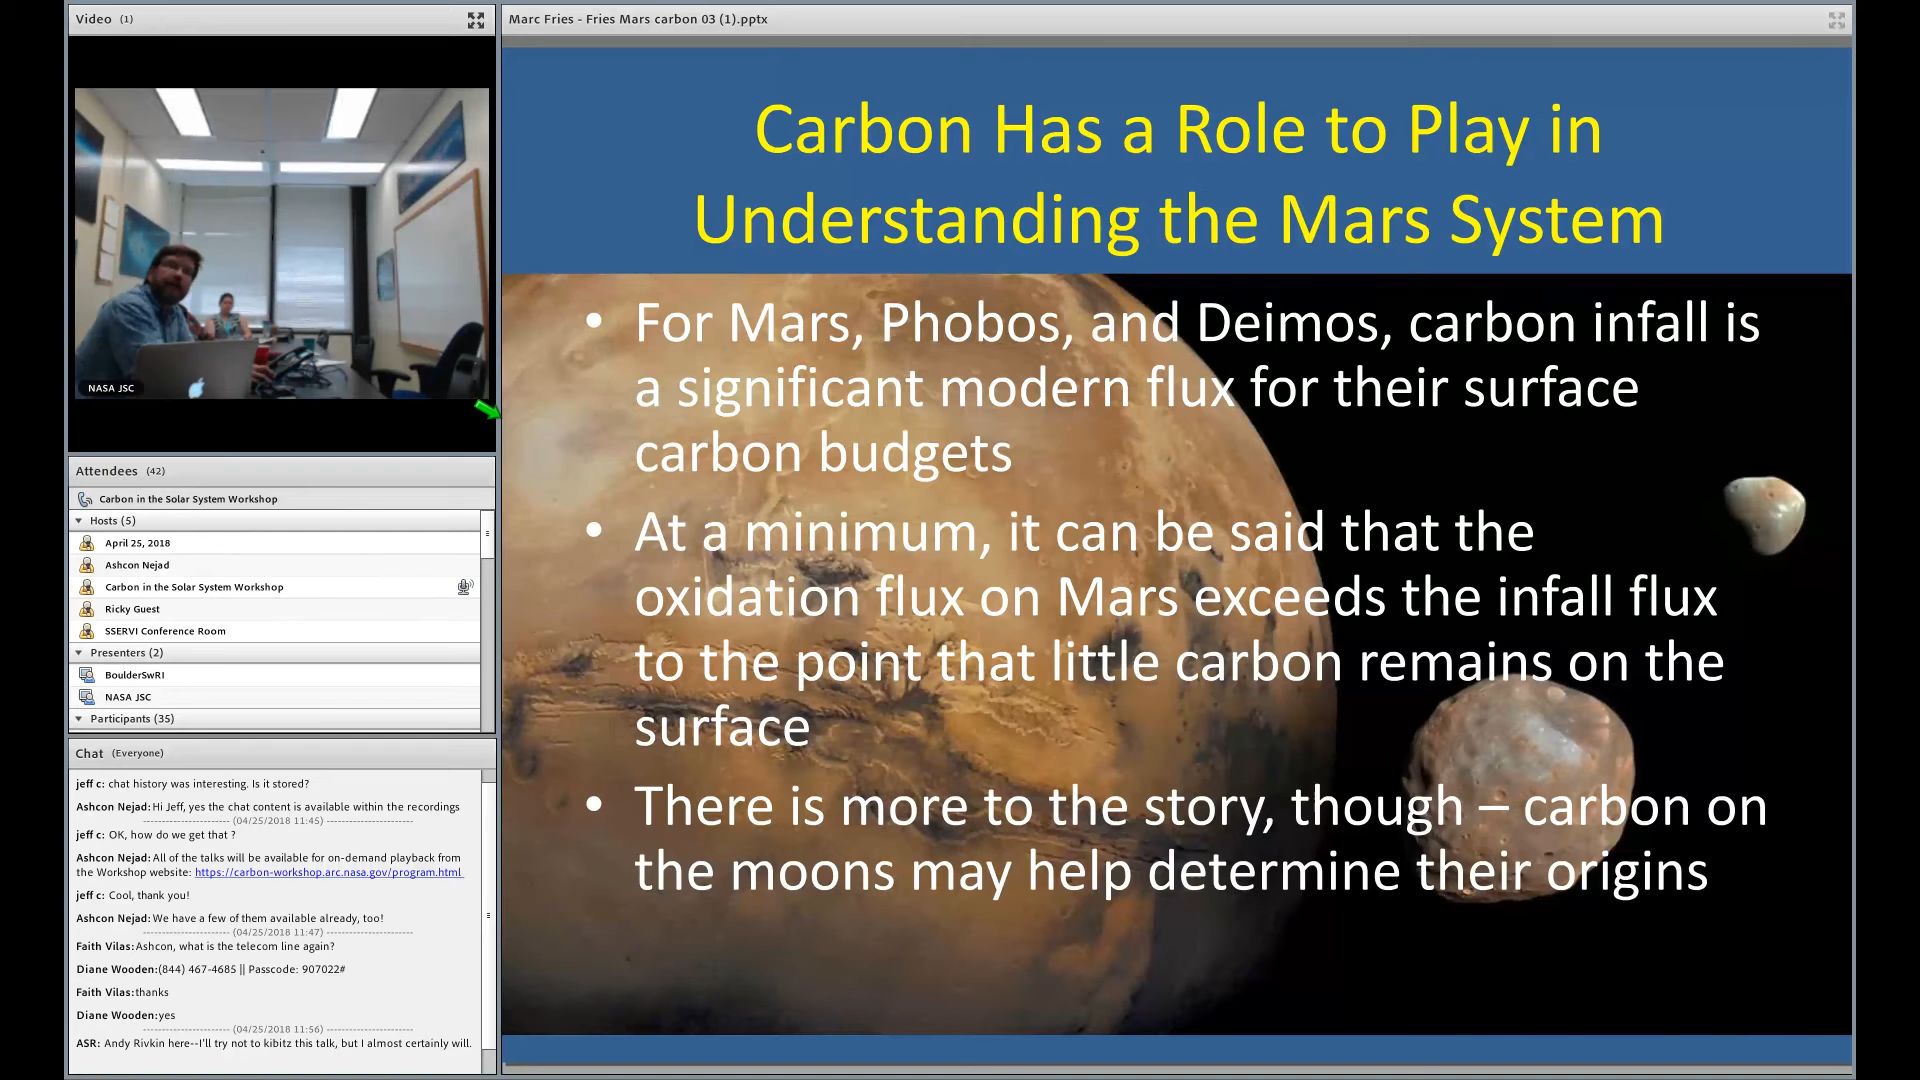 Video (1)
NASA JSC
Attendees (42)
Carbon in the Solar System Workshop
Hosts (5)
April 25, 2018
Ashcon Nejad
Carbon in the Solar System Workshop
Ricky Guest
SSERVI Conference Room
Presenters (2)
BoulderSwRI
NASA JSC
Participants (35)
Chat (Everyone)
jeff c: chat history was interesting. Is it stored?
Ashcon Nejad: Hi Jeff, yes the chat content is available within the recordings
----------------------- (04/25/2018 11:45) -----------------------
jeff c: OK, how do we get that ?
Ashcon Nejad: All of the talks will be available for on-demand playback from
the Workshop website: https://carbon-workshop.arc.nasa.gov/program.html
jeff c: Cool, thank you!
Ashcon Nejad: We have a few of them available already, too!
----------------------- (04/25/2018 11:47) -----------------------
Faith Vilas: Ashcon, what is the telecom line again?
Diane Wooden: (844) 467-4685 || Passcode: 907022#
Faith Vilas: thanks
Diane Wooden: yes
----------------------- (04/25/2018 11:56) -----------------------
ASR: Andy Rivkin here--I'll try not to kibitz this talk, but I almost certainly will.
Marc Fries - Fries Mars carbon 03 (1).pptx
Carbon Has a Role to Play in
Understanding the Mars System
• For Mars, Phobos, and Deimos, carbon infall is
a significant modern flux for their surface
carbon budgets
• At a minimum, it can be said that the
oxidation flux on Mars exceeds the infall flux
to the point that little carbon remains on the
surface
• There is more to the story, though – carbon on
the moons may help determine their origins